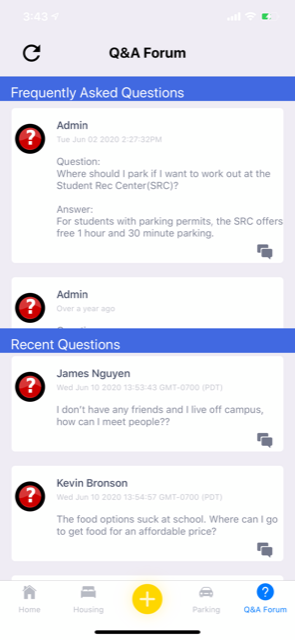 3:43
Q&A Forum
Frequently Asked Questions
Admin
Tue Jun 02 2020 2:27:32PM
Question:
Where should I park if I want to work out at the
Student Rec Center(SRC)?
Answer:
For students with parking permits, the SRC offers
free 1 hour and 30 minute parking.
Admin
Over a year ago
Recent Questions
James Nguyen
Wed Jun 10 2020 13:53:43 GMT-0700 (PDT)
I don't have any friends and I live off campus,
how can I meet people??
Kevin Bronson
Wed Jun 10 2020 13:54:57 GMT-0700 (PDT)
The food options suck at school. Where can I go
to get food for an affordable price?
Home
Housing
Parking
Q&A Forum